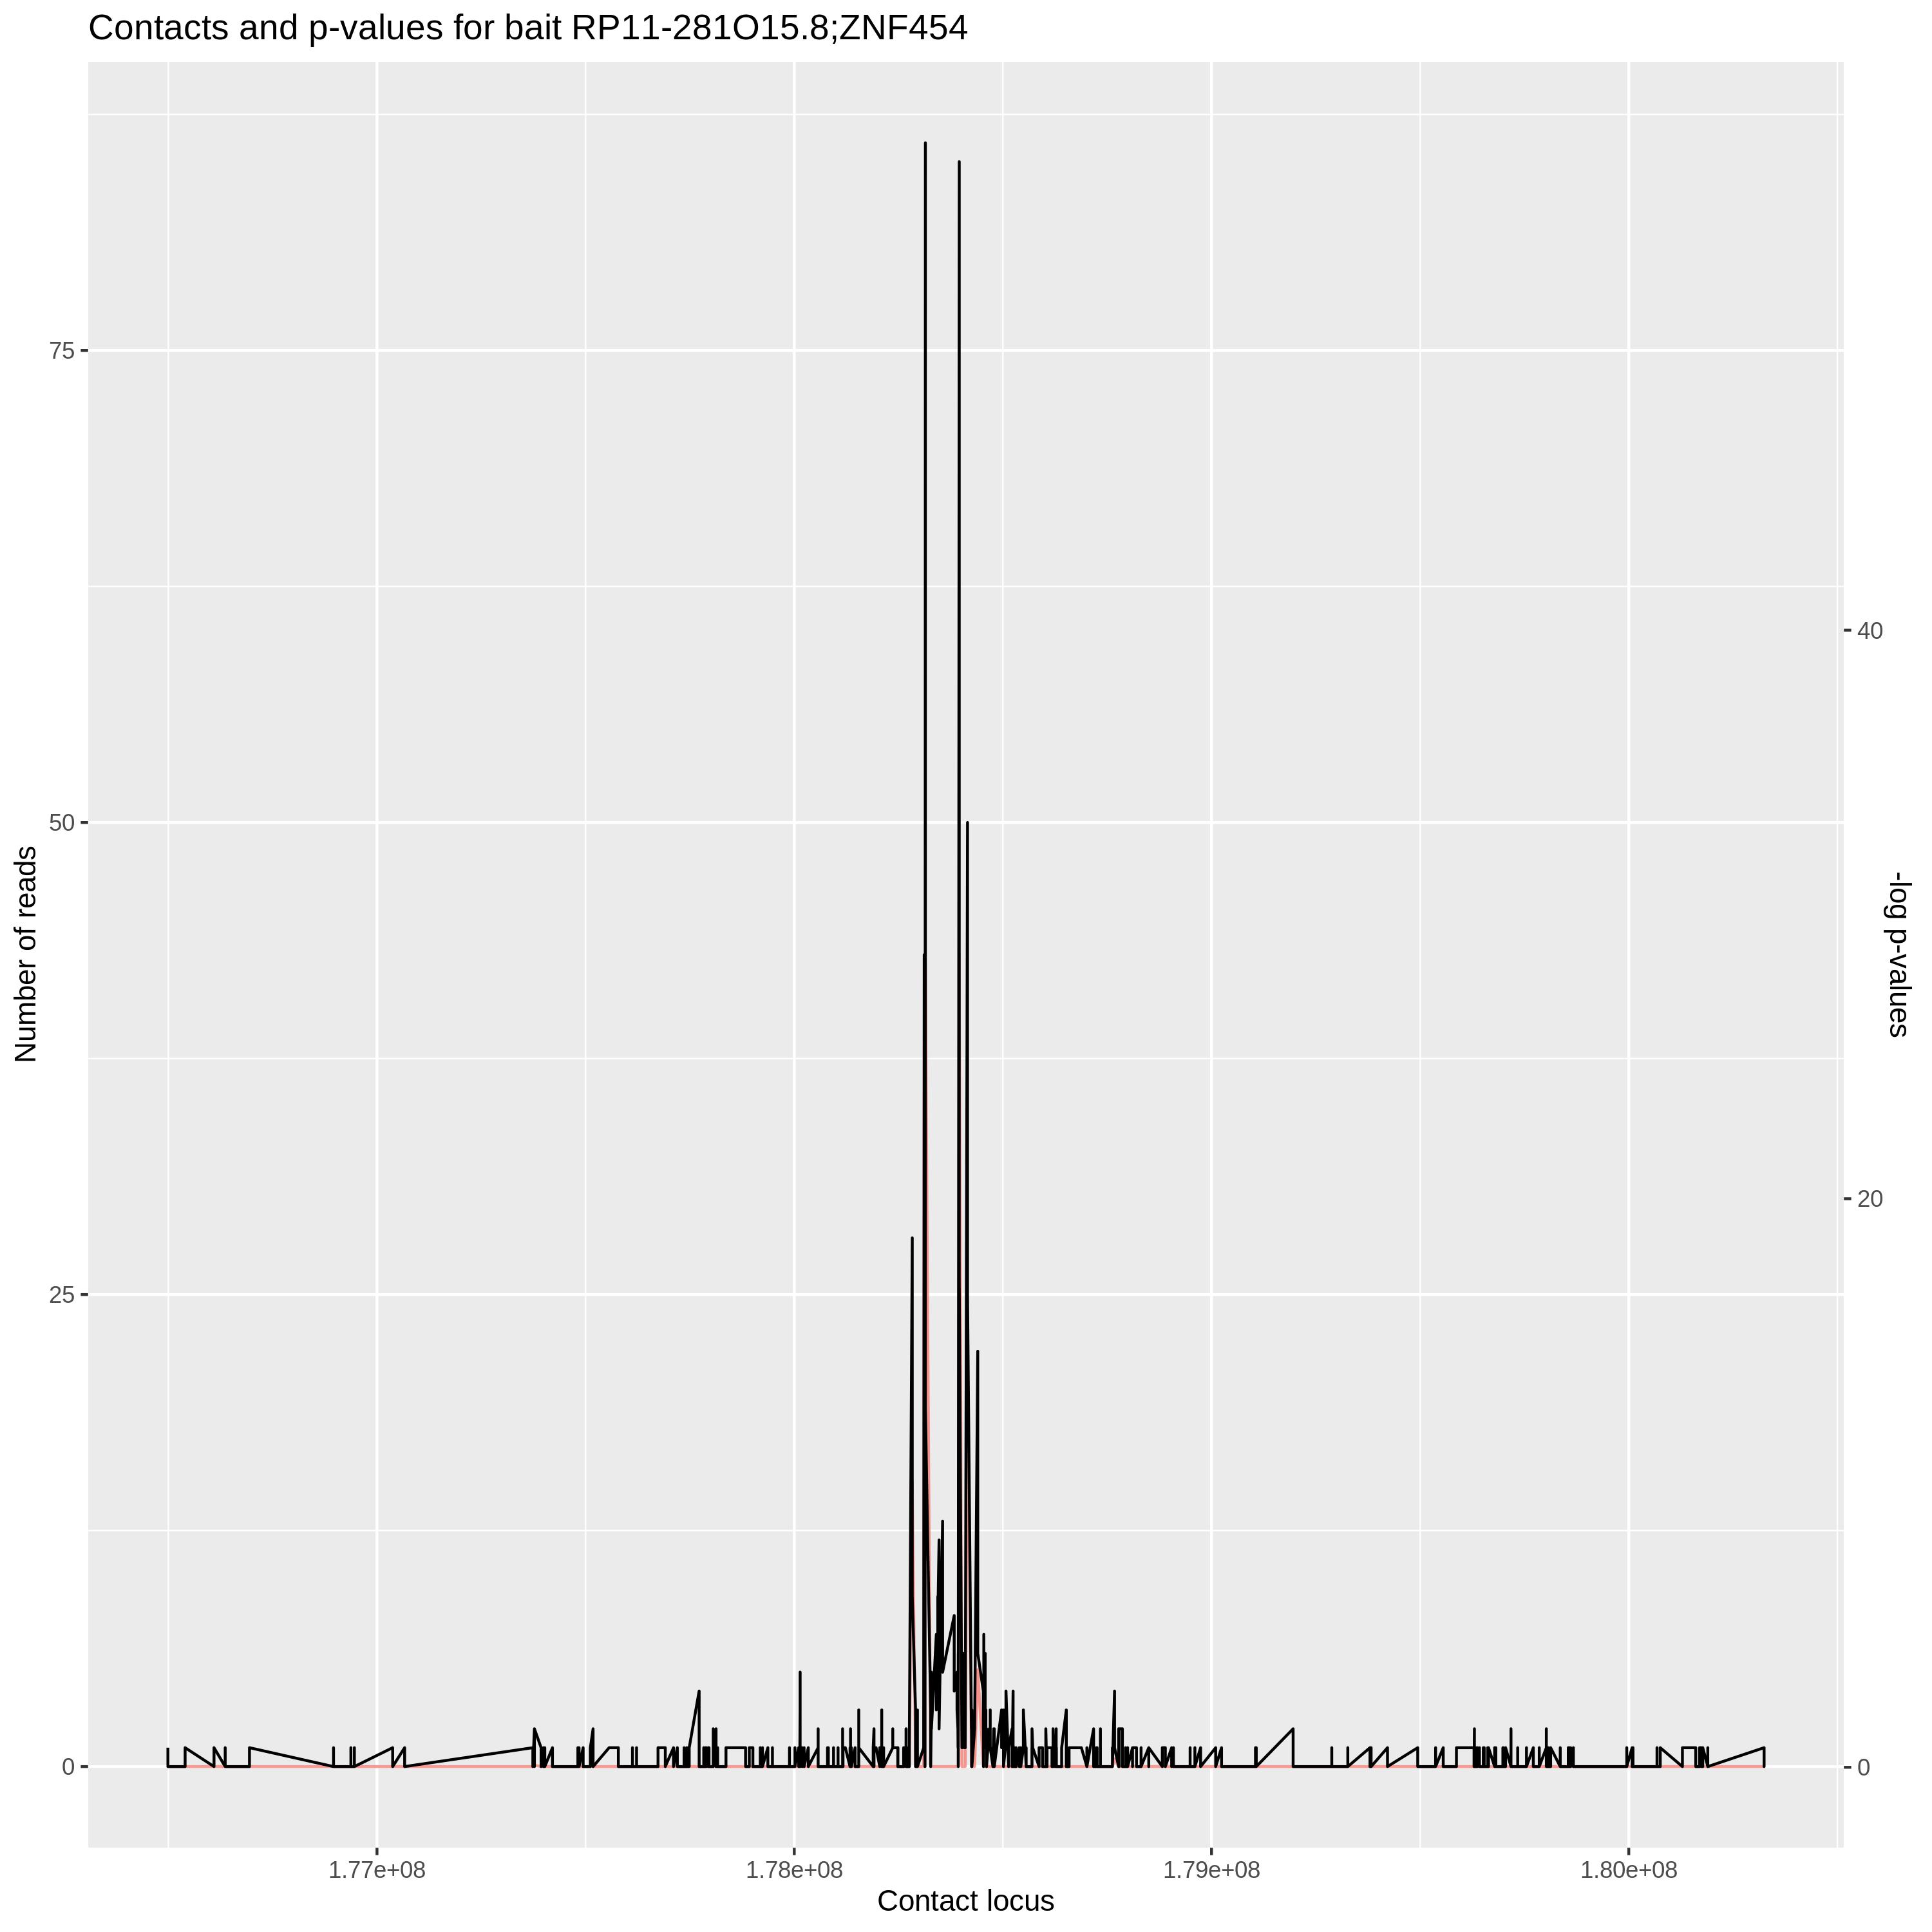 Contacts and p-values for bait RP11-281O15.8;ZNF454
75
50
25
0
Number of reads
40
20
0
-log p-values
1.77e+08
1.78e+08
1.79e+08
1.80e+08
Contact locus